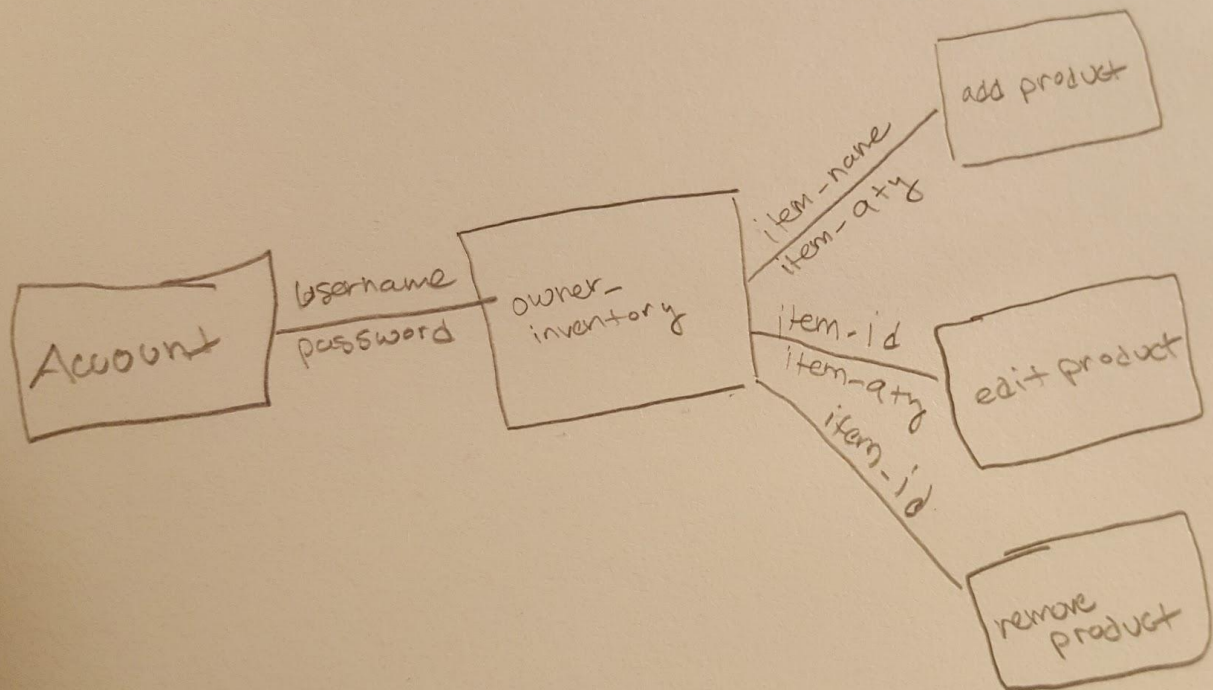 Account
Username
password
owner-
inventory
item-name
item-qty
add product
item-id
item-qty
edit product
item-id
remove
product